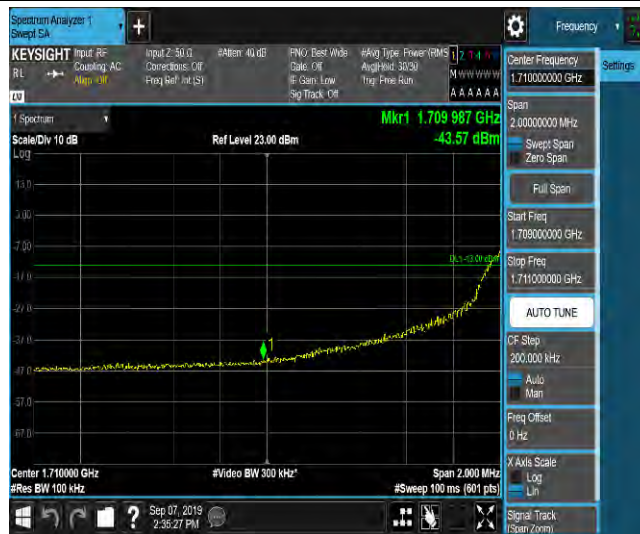 Spectrum Analyzer 1
Swept SA
Frequency
KEYSIGHT
Input: RF
Coupling: AC
Align: Off
Input Z: 50 Ω
Corrections: Off
Freq Ref: Int (S)
#Atten: 40 dB
PNO: Best Wide
Gate: Off
IF Gain: Low
Sig Track: Off
#Avg Type: Power (RMS
Avg|Hold: 30/30
Trig: Free Run
1 2 3 4 5 6
M W W W W W
A A A A A A
RL
1 Spectrum
Scale/Div 10 dB
Ref Level 23.00 dBm
Mkr1 1.709 987 GHz
-43.57 dBm
Log
13.0
3.00
-7.00
DL1 -13.00 dBm
-17.0
-27.0
-37.0
1
-47.0
-57.0
-67.0
Center 1.710000 GHz
#Video BW 300 kHz*
Span 2.000 MHz
#Res BW 100 kHz
#Sweep 100 ms (601 pts)
Sep 07, 2019
2:35:27 PM
?
Center Frequency
1.710000000 GHz
Settings
Span
2.00000000 MHz
Swept Span
Zero Span
Full Span
Start Freq
1.709000000 GHz
Stop Freq
1.711000000 GHz
AUTO TUNE
CF Step
200.000 kHz
Auto
Man
Freq Offset
0 Hz
X Axis Scale
Log
Lin
Signal Track
(Span Zoom)